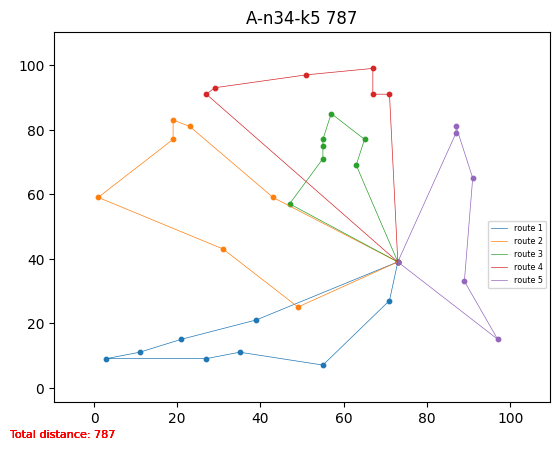 A-n34-k5 787
100
80
60
40
20
0
route 1
route 2
route 3
route 4
route 5
0 20 40 60 80 100
Total distance: 787